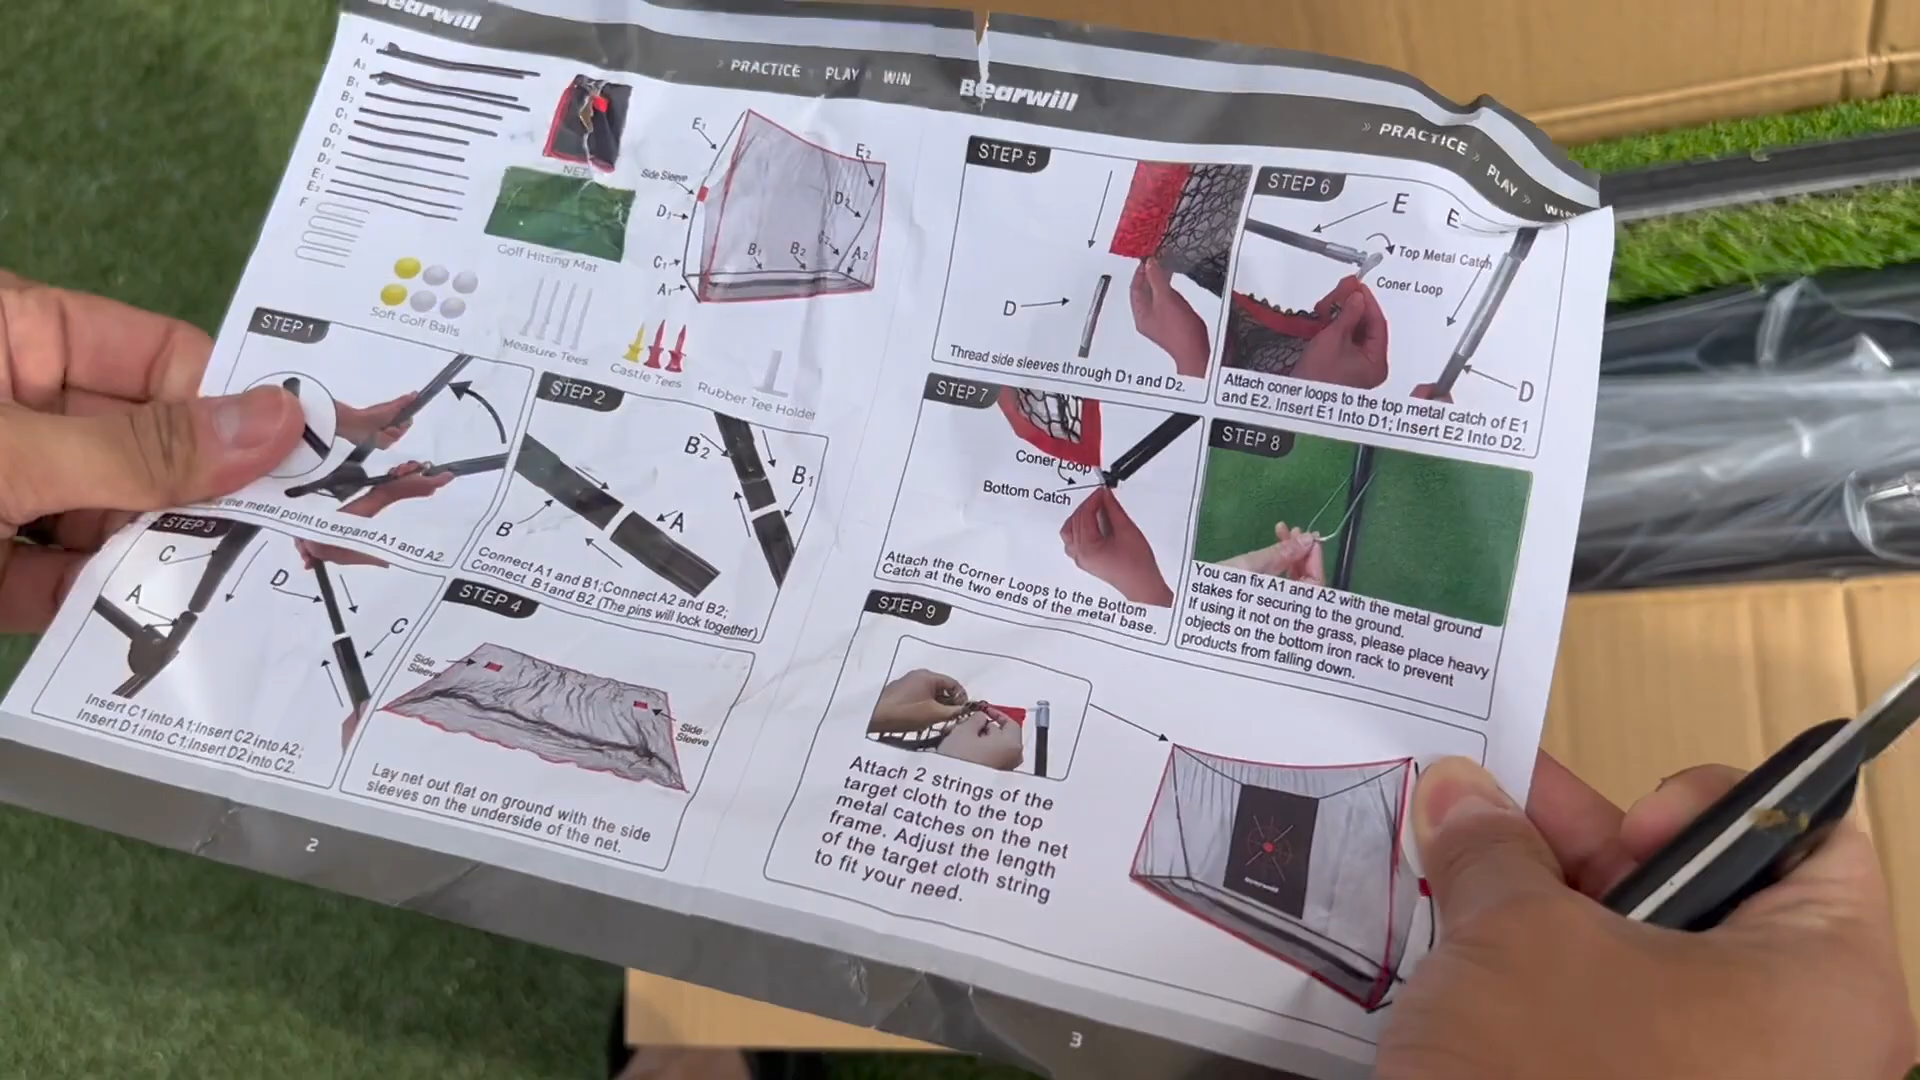 Bearwill
PRACTICE PLAY WIN
A1
A2
B1
B2
C1
C2
D1
D2
E1
E2
F
NET
Golf Hitting Mat
Soft Golf Balls
Measure Tees
Castle Tees
Rubber Tee Holder
E1
E2
Side Sleeve
D1
D2
C1
B1
B2
C2
A2
A1
STEP 1
the metal point to expand A1 and A2
STEP 2
B2
B1
B
A
Connect A1 and B1;Connect A2 and B2;
Connect B1and B2 (The pins will lock together)
STEP 3
C
A
D
C
Insert C1 into A1;Insert C2 into A2;
Insert D1 into C1;Insert D2 into C2.
STEP 4
Side
Sleeve
Side
Sleeve
Lay net out flat on ground with the side
sleeves on the underside of the net.
2
Bearwill
» PRACTICE » PLAY » WIN
STEP 5
D
Thread side sleeves through D1 and D2.
STEP 6
E
E
Top Metal Catch
Coner Loop
D
Attach coner loops to the top metal catch of E1
and E2. Insert E1 Into D1; Insert E2 Into D2.
STEP 7
Coner Loop
Bottom Catch
Attach the Corner Loops to the Bottom
Catch at the two ends of the metal base.
STEP 8
You can fix A1 and A2 with the metal ground
stakes for securing to the ground.
If using it not on the grass, please place heavy
objects on the bottom iron rack to prevent
products from falling down.
STEP 9
Attach 2 strings of the
target cloth to the top
metal catches on the net
frame. Adjust the length
of the target cloth string
to fit your need.
Bearwill
3